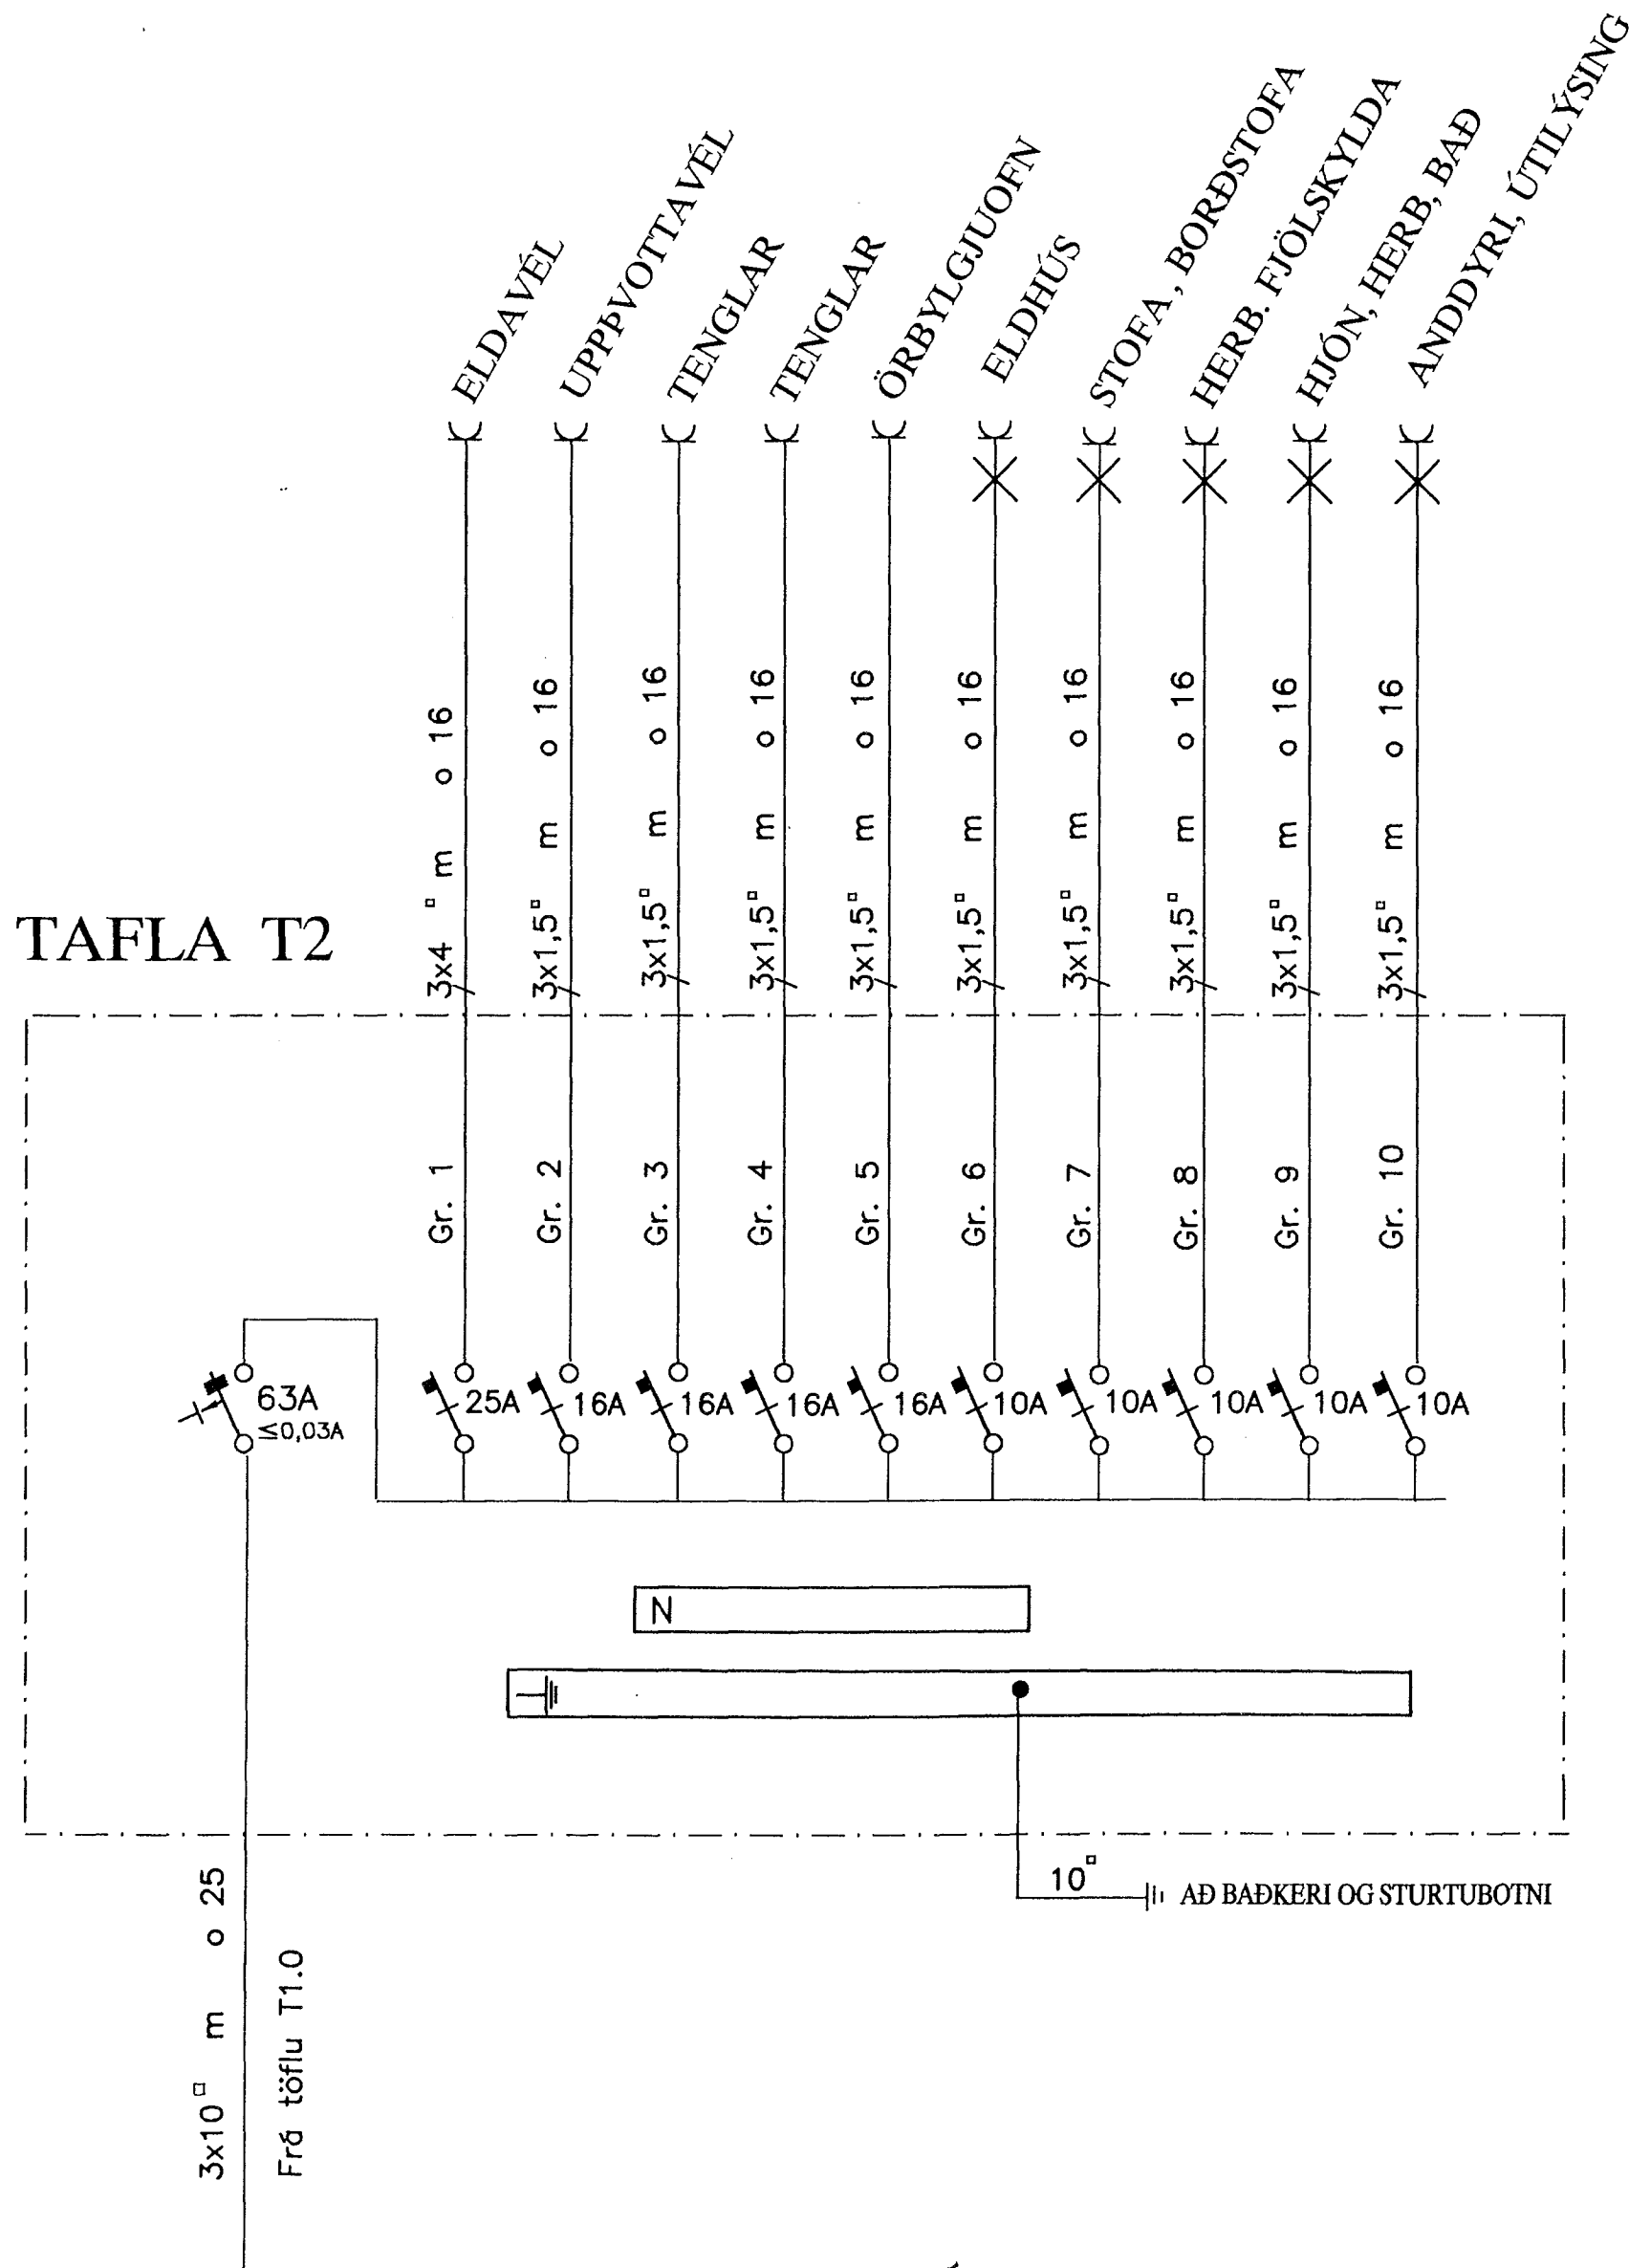 ELDAVÉL
UPPÞVOTTAVÉL
TENGLAR
TENGLAR
ÖRBYLGJUOFN
ELDHÚS
STOFA , BORÐSTOFA
HERB. FJÖLSKYLDA
HJÓN, HERB, BAÐ
ANDDYRI, ÚTILÝSING
3x4 □ m o 16
3x1,5□ m o 16
3x1,5□ m o 16
3x1,5□ m o 16
3x1,5□ m o 16
3x1,5□ m o 16
3x1,5□ m o 16
3x1,5□ m o 16
3x1,5□ m o 16
3x1,5□ m o 16
TAFLA T2
Gr. 1
Gr. 2
Gr. 3
Gr. 4
Gr. 5
Gr. 6
Gr. 7
Gr. 8
Gr. 9
Gr. 10
63A
≤0,03A
25A
16A
16A
16A
16A
10A
10A
10A
10A
10A
N
10□
AÐ BAÐKERI OG STURTUBOTNI
3x10□ m o 25
Frá töflu T1.0